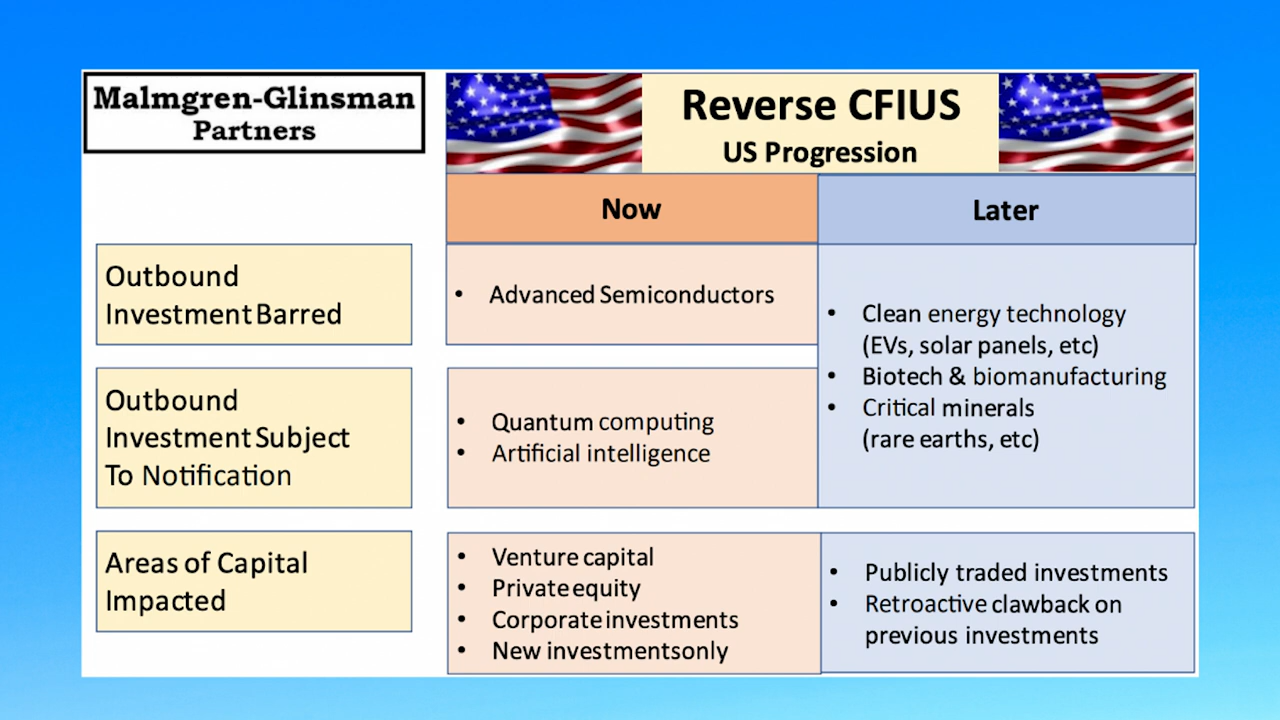 Malmgren-Glinsman
Partners
Reverse CFIUS
US Progression
Now
Later
Outbound
Investment Barred
• Advanced Semiconductors
• Clean energy technology
(EVs, solar panels, etc)
• Biotech & biomanufacturing
• Critical minerals
(rare earths, etc)
Outbound
Investment Subject
To Notification
• Quantum computing
• Artificial intelligence
Areas of Capital
Impacted
• Venture capital
• Private equity
• Corporate investments
• New investmentsonly
• Publicly traded investments
• Retroactive clawback on
previous investments